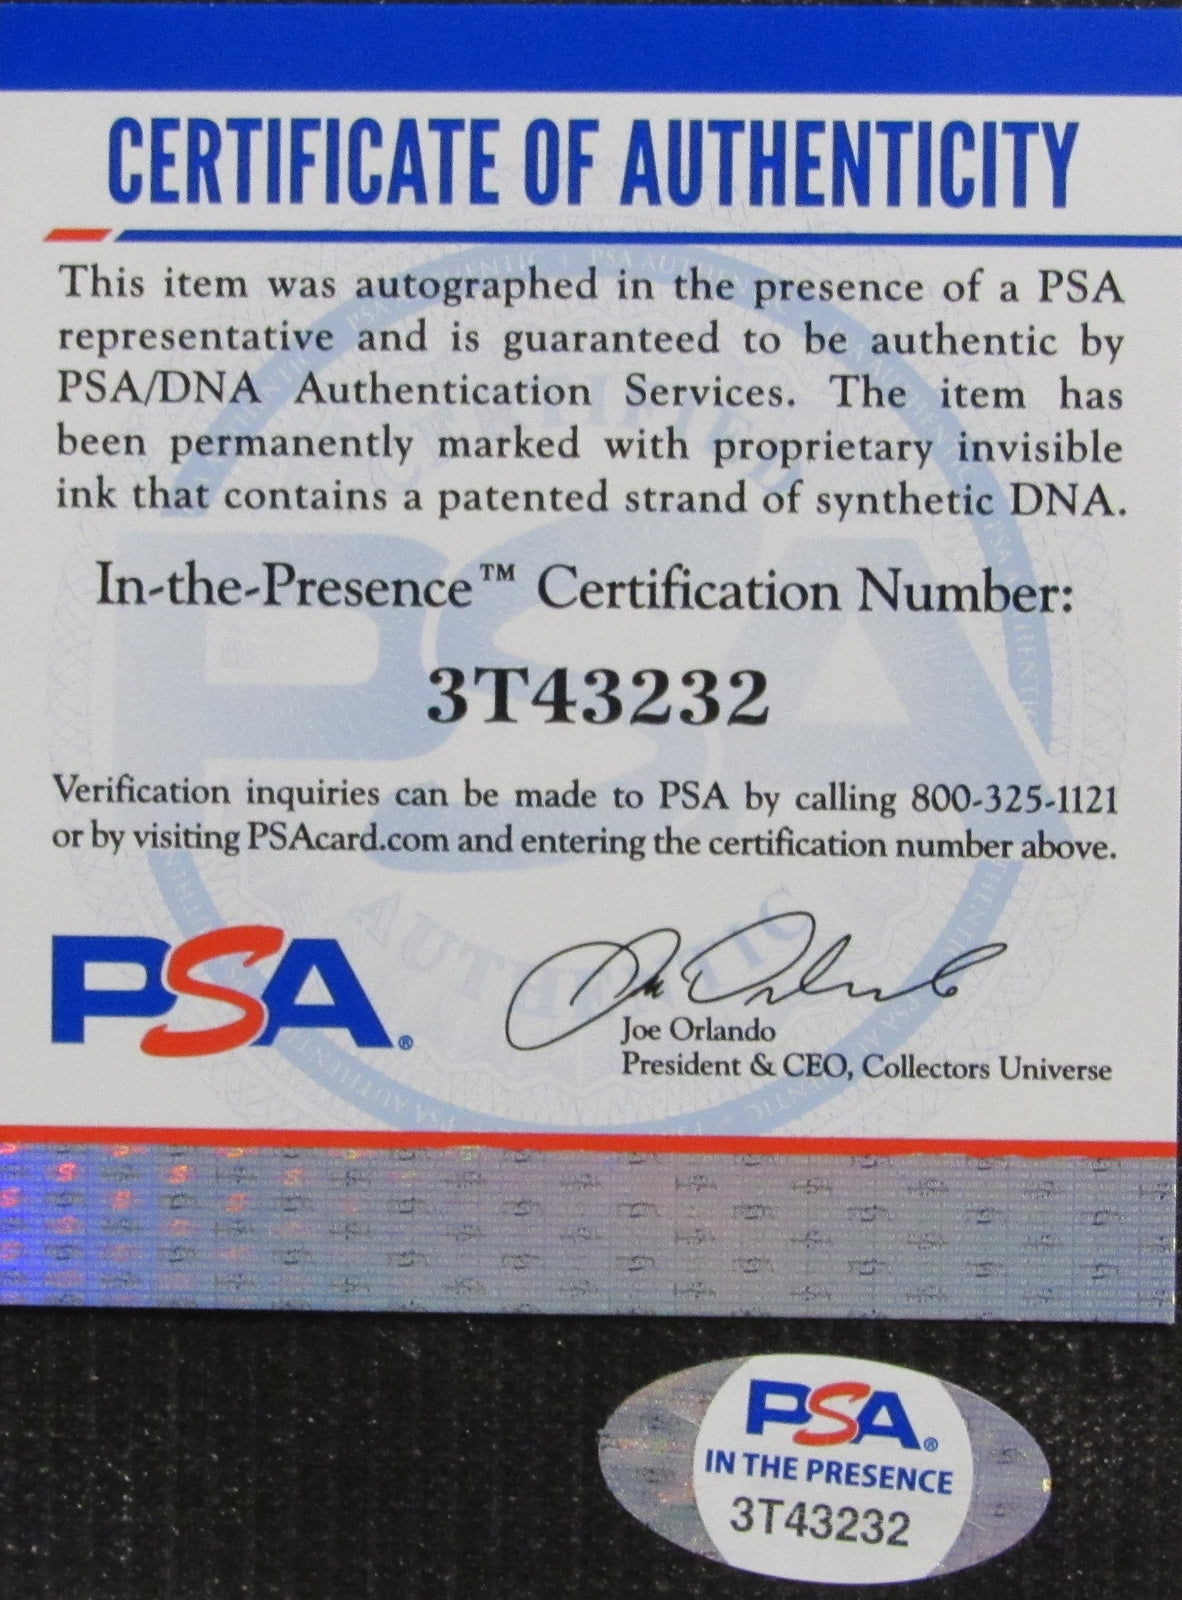 CERTIFICATE OF AUTHENTICITY
This item was autographed in the presence of a PSA
representative and is guaranteed to be authentic by
PSA/DNA Authentication Services. The item has
been permanently marked with proprietary invisible
ink that contains a patented strand of synthetic DNA.
In-the-Presence™ Certification Number:
3T43232
Verification inquiries can be made to PSA by calling 800-325-1121
or by visiting PSAcard.com and entering the certification number above.
PSA®
Joe Orlando
Joe Orlando
President & CEO, Collectors Universe
PSA®
IN THE PRESENCE
3T43232